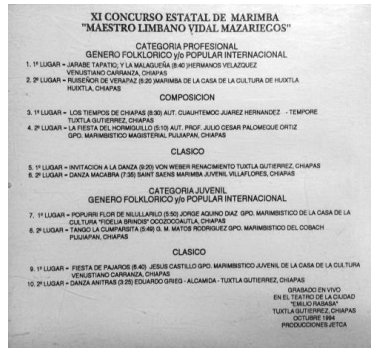 XI CONCURSO ESTATAL DE MARIMBA
"MAESTRO LIMBANO VIDAL MAZARIEGOS"
CATEGORIA PROFESIONAL
GENERO FOLKLORICO y/o POPULAR INTERNACIONAL
1. 1º LUGAR - JARABE TAPATIO; Y LA MALAGUEÑA (8:40) HERMANOS VELAZQUEZ
VENUSTIANO CARRANZA, CHIAPAS
2. 2º LUGAR - RUISEÑOR DE VERAPAZ (5:20) MARIMBA DE LA CASA DE LA CULTURA DE HUIXTLA
HUIXTLA, CHIAPAS
COMPOSICION
3. 1º LUGAR - LOS TIEMPOS DE CHIAPAS (8:30) AUT. CUAUHTEMOC JUAREZ HERNANDEZ - TEMPORE
TUXTLA GUTIERREZ, CHIAPAS
4. 2º LUGAR - LA FIESTA DEL HORMIGUILLO (5:10) AUT. PROF. JULIO CESAR PALOMEQUE ORTIZ
GPO. MARIMBISTICO MAGISTERIAL PIJIJIAPAN, CHIAPAS
CLASICO
5. 1º LUGAR - INVITACION A LA DANZA (9:20) VON WEBER RENACIMIENTO TUXTLA GUTIERREZ, CHIAPAS
6. 2º LUGAR - DANZA MACABRA (7:35) SAINT SAENS MARIMBA JUVENIL VILLAFLORES, CHIAPAS
CATEGORIA JUVENIL
GENERO FOLKLORICO y/o POPULAR INTERNACIONAL
7. 1º LUGAR - POPURRI FLOR DE NILULLARILO (5:50) JORGE AQUINO DIAZ GPO. MARIMBISTICO DE LA CASA DE LA
CULTURA "FIDELIA BRINDIS" OCOZOCOAUTLA, CHIAPAS
8. 2º LUGAR - TANGO LA CUMPARSITA (5:49) G. M. MATOS RODRIGUEZ GPO. MARIMBISTICO DEL COBACH
PIJIJIAPAN, CHIAPAS
CLASICO
9. 1º LUGAR - FIESTA DE PAJAROS (6.40) JESUS CASTILLO GPO. MARIMBISTICO JUVENIL DE LA CASA DE LA CULTURA
VENUSTIANO CARRANZA, CHIAPAS
10. 2º LUGAR - DANZA ANITRAS (3:25) EDUARDO GRIEG - ALCAMIDA - TUXTLA GUTIERREZ, CHIAPAS
GRABADO EN VIVO
EN EL TEATRO DE LA CIUDAD
"EMILIO RABASA"
TUXTLA GUTIERREZ, CHIAPAS
OCTUBRE 1994
PRODUCCIONES JETCA